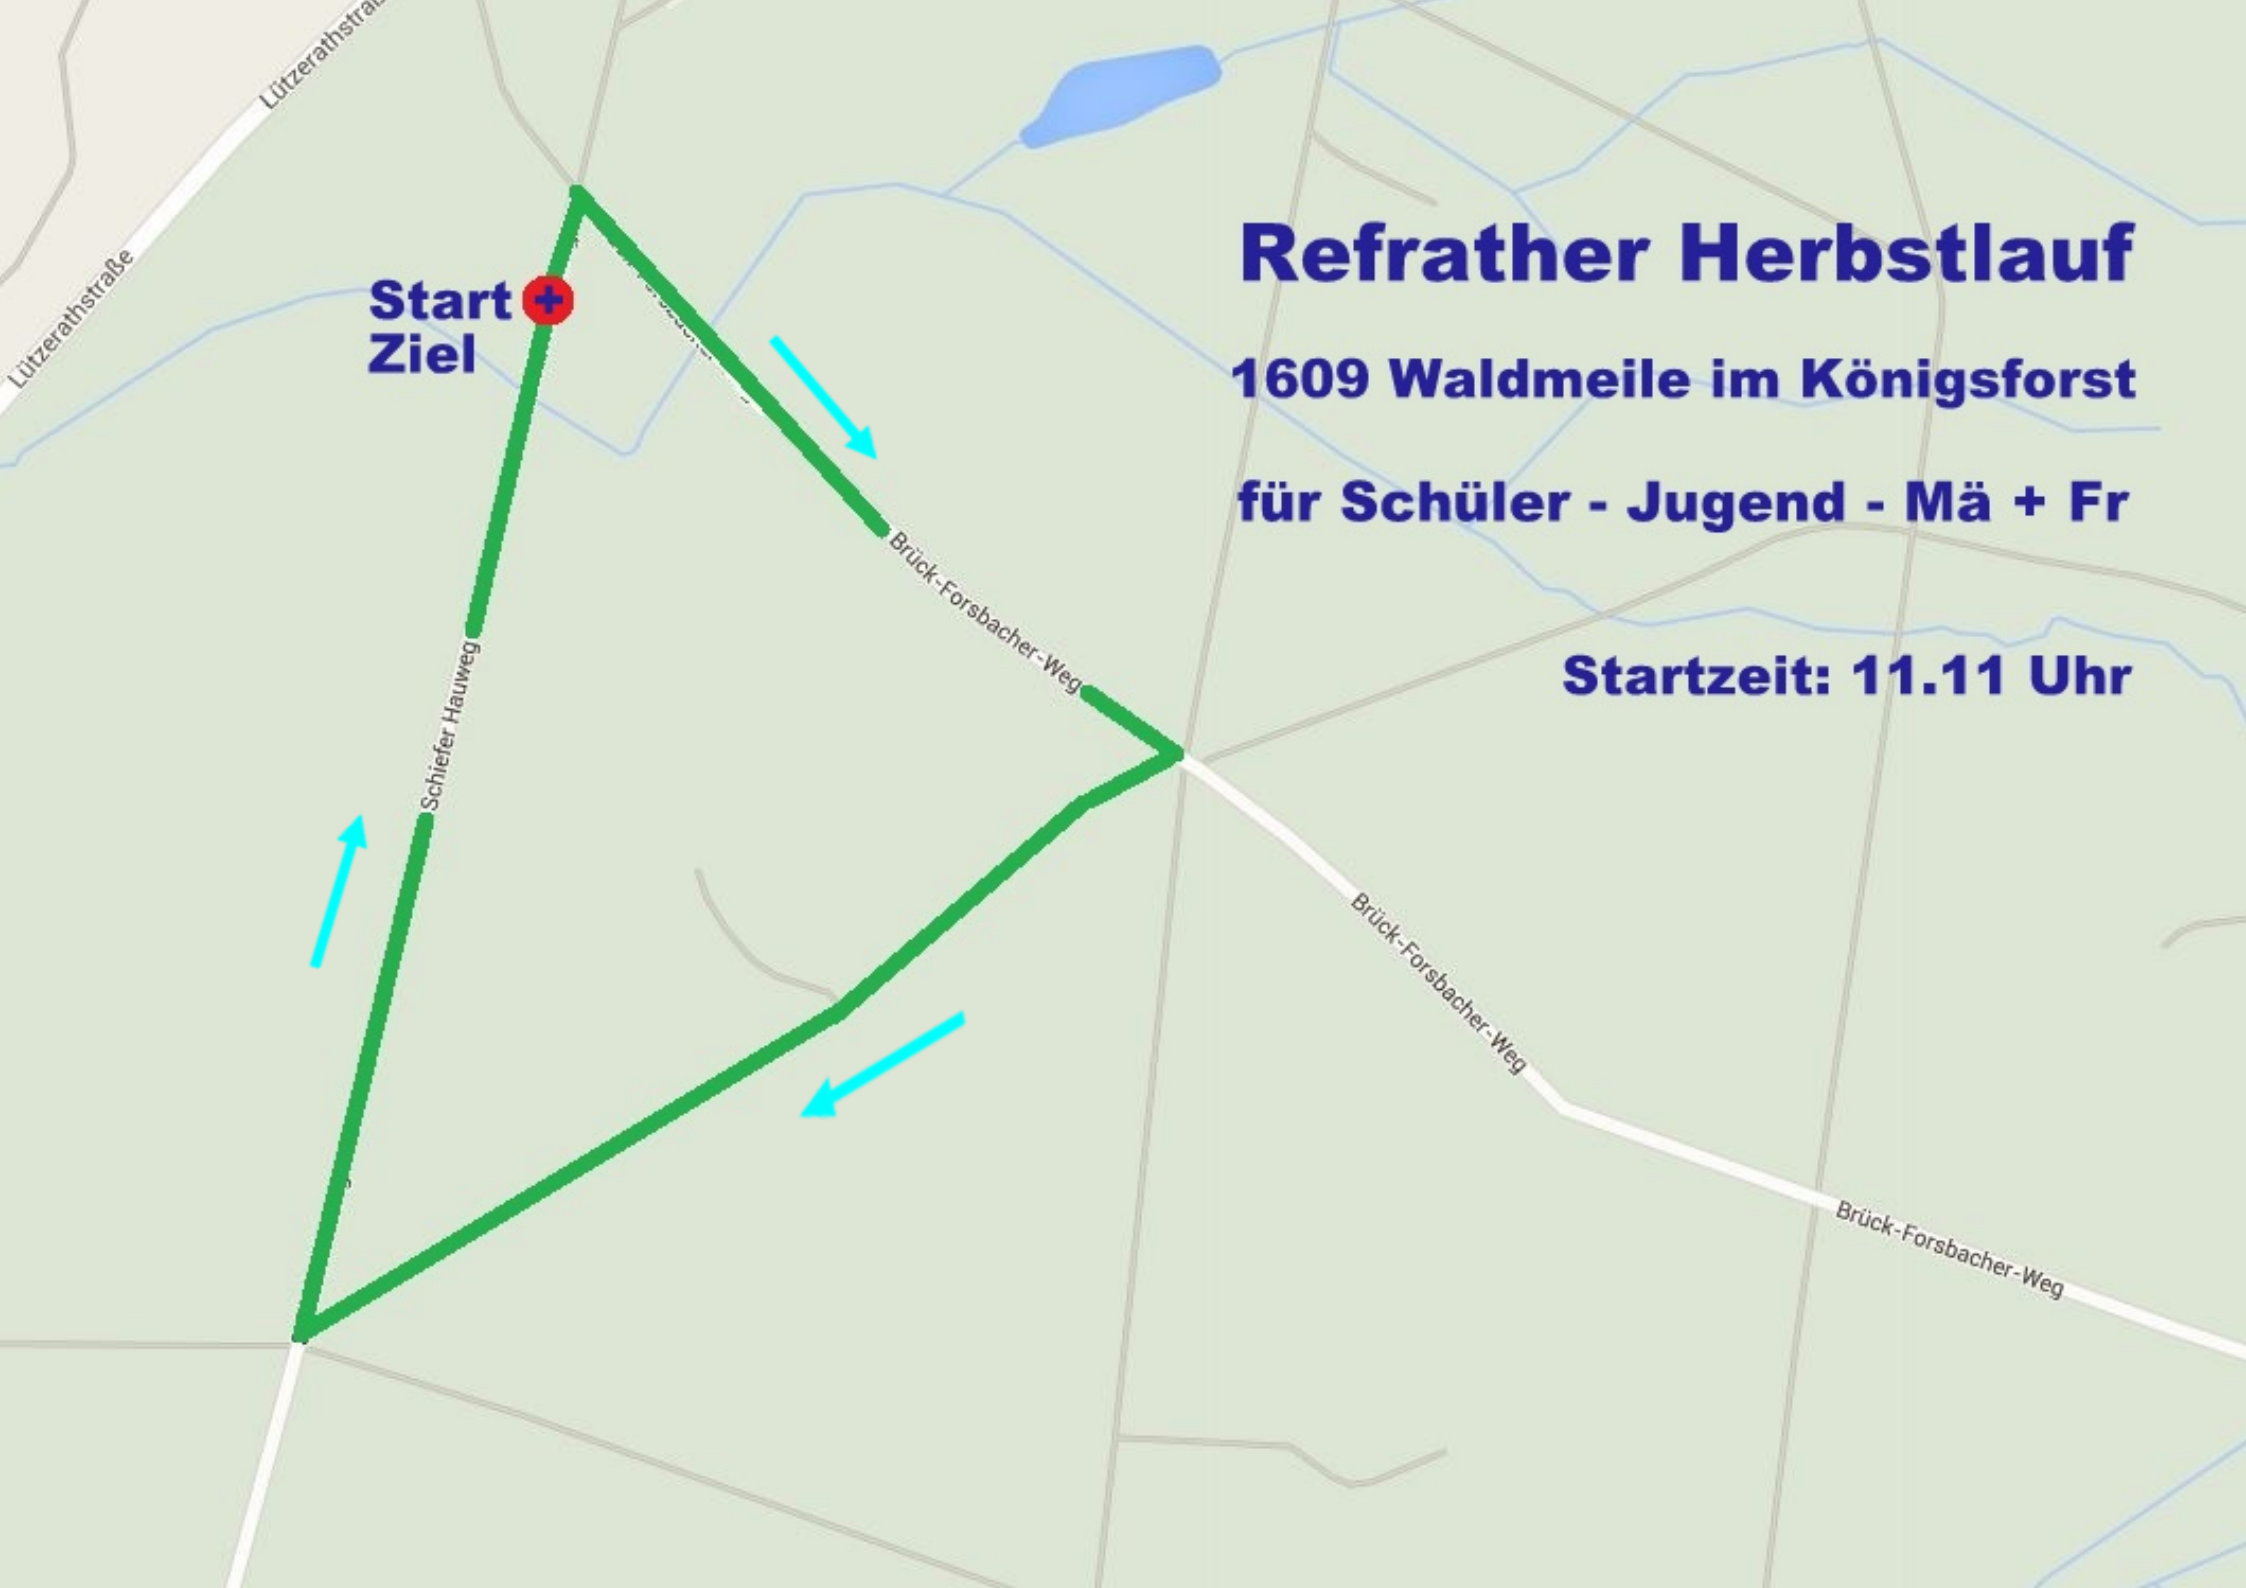 Lützerathstraße
Lützerathstraße
Start
Ziel
Refrather Herbstlauf
1609 Waldmeile im Königsforst
für Schüler - Jugend - Mä + Fr
Startzeit: 11.11 Uhr
Brück-Forsbacher-Weg
Schiefer Hauweg
Brück-Forsbacher-Weg
Brück-Forsbacher-Weg